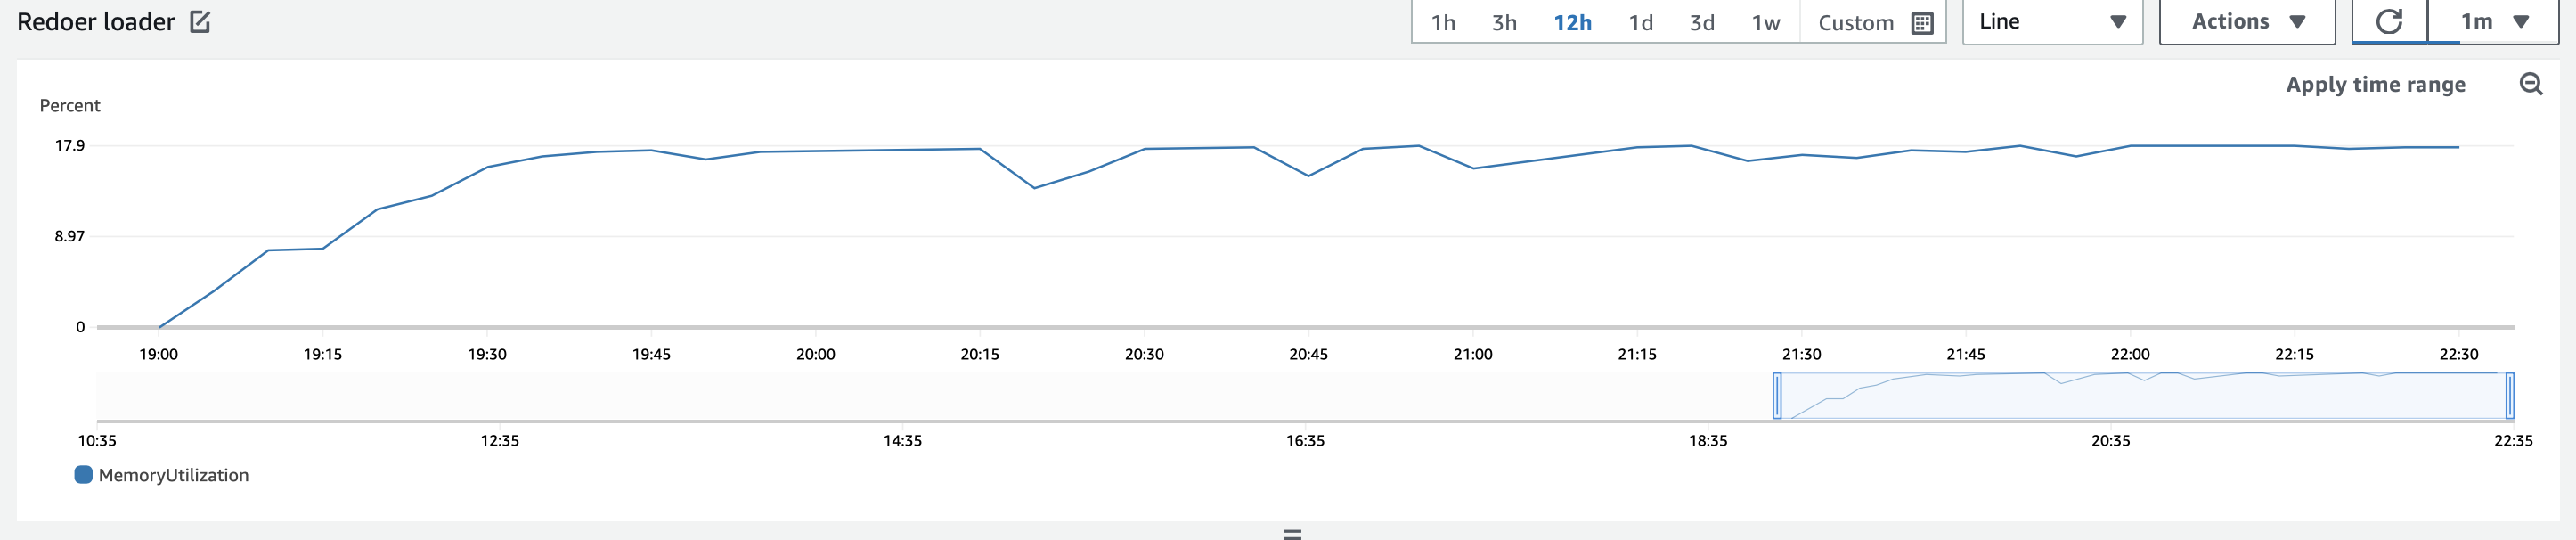 Redoer loader
1h 3h 12h 1d 3d 1w Custom Line Actions 1m
Apply time range
Percent
17.9
8.97
0
19:00 19:15 19:30 19:45 20:00 20:15 20:30 20:45 21:00 21:15 21:30 21:45 22:00 22:15 22:30
10:35 12:35 14:35 16:35 18:35 20:35 22:35
MemoryUtilization